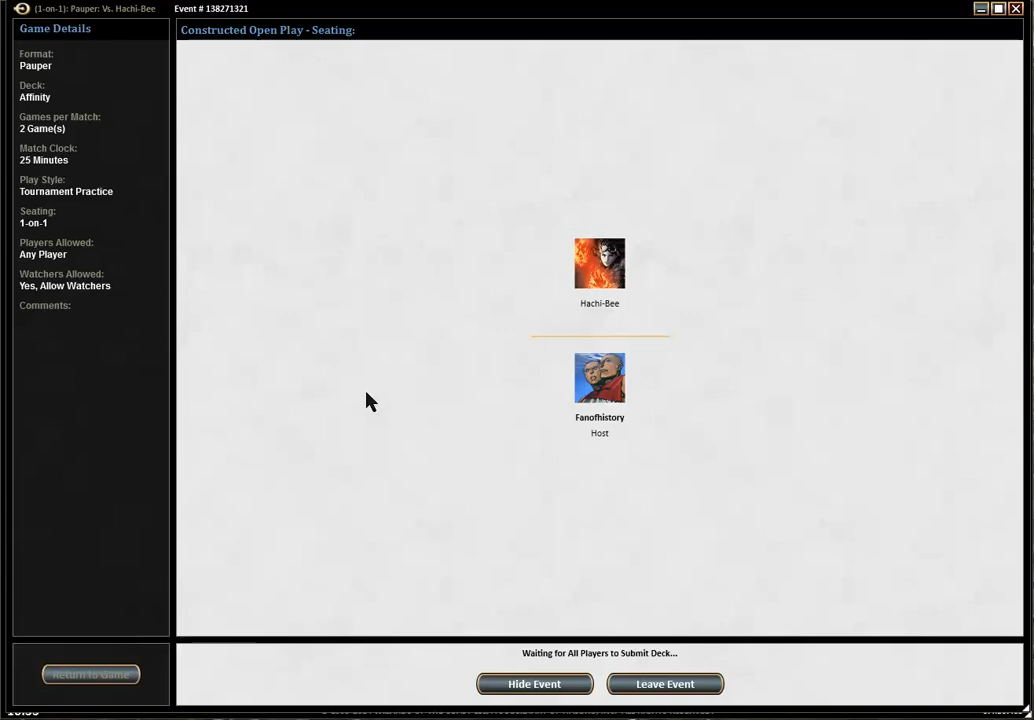 (1-on-1): Pauper: Vs. Hachi-Bee
Event # 138271321
Game Details
Format:
Pauper
Deck:
Affinity
Games per Match:
2 Game(s)
Match Clock:
25 Minutes
Play Style:
Tournament Practice
Seating:
1-on-1
Players Allowed:
Any Player
Watchers Allowed:
Yes, Allow Watchers
Comments:
Return to Game
Constructed Open Play - Seating:
Hachi-Bee
Fanofhistory
Host
Waiting for All Players to Submit Deck...
Hide Event
Leave Event